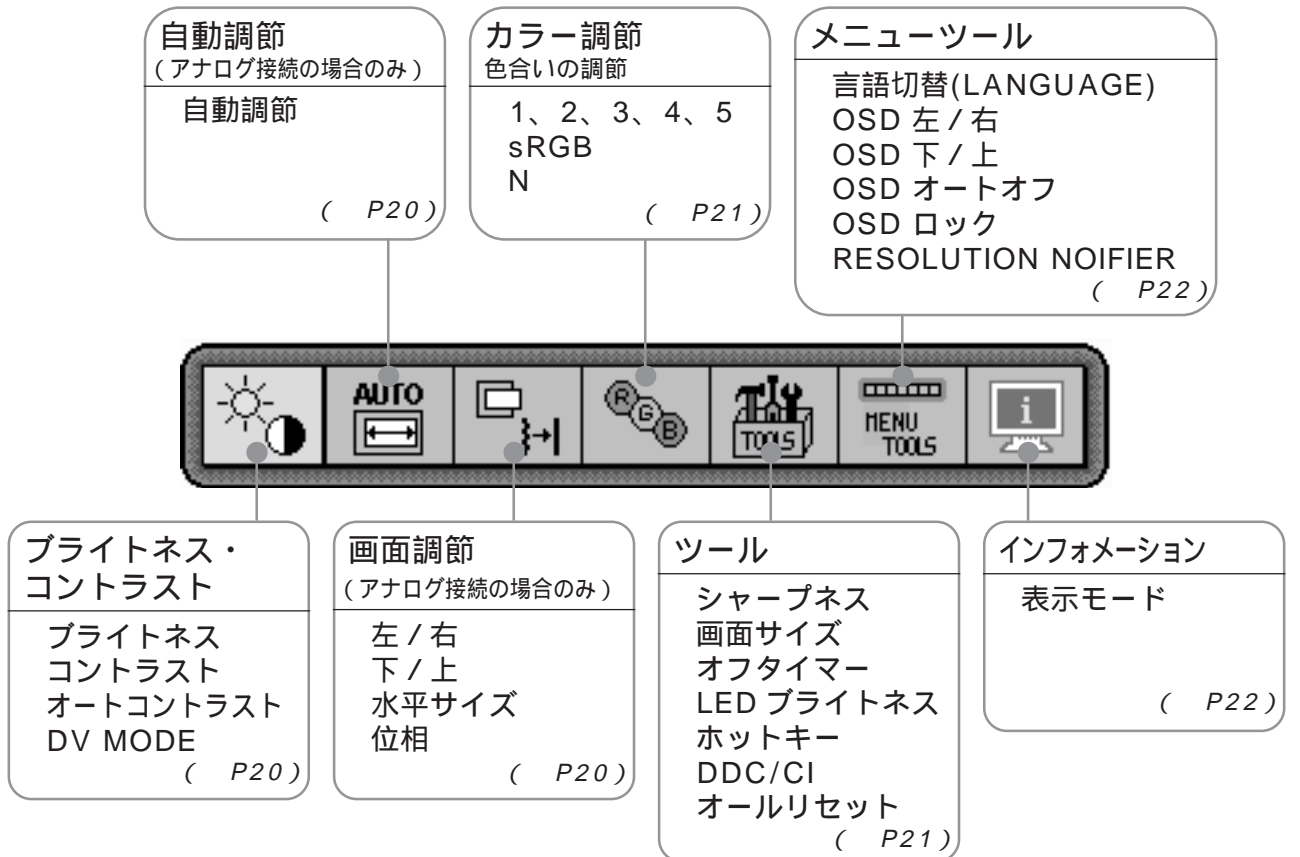 自動調節
(アナログ接続の場合のみ)
自動調節
( P20)
カラー調節
色合いの調節
1、2、3、4、5
sRGB
N
( P21)
メニューツール
言語切替(LANGUAGE)
OSD 左 / 右
OSD 下 / 上
OSD オートオフ
OSD ロック
RESOLUTION NOIFIER
( P22)
AUTO
R
G
B
TOOLS
MENU
TOOLS
i
ブライトネス・
コントラスト
ブライトネス
コントラスト
オートコントラスト
DV MODE
( P20)
画面調節
(アナログ接続の場合のみ)
左 / 右
下 / 上
水平サイズ
位相
( P20)
ツール
シャープネス
画面サイズ
オフタイマー
LED ブライトネス
ホットキー
DDC/CI
オールリセット
( P21)
インフォメーション
表示モード
( P22)